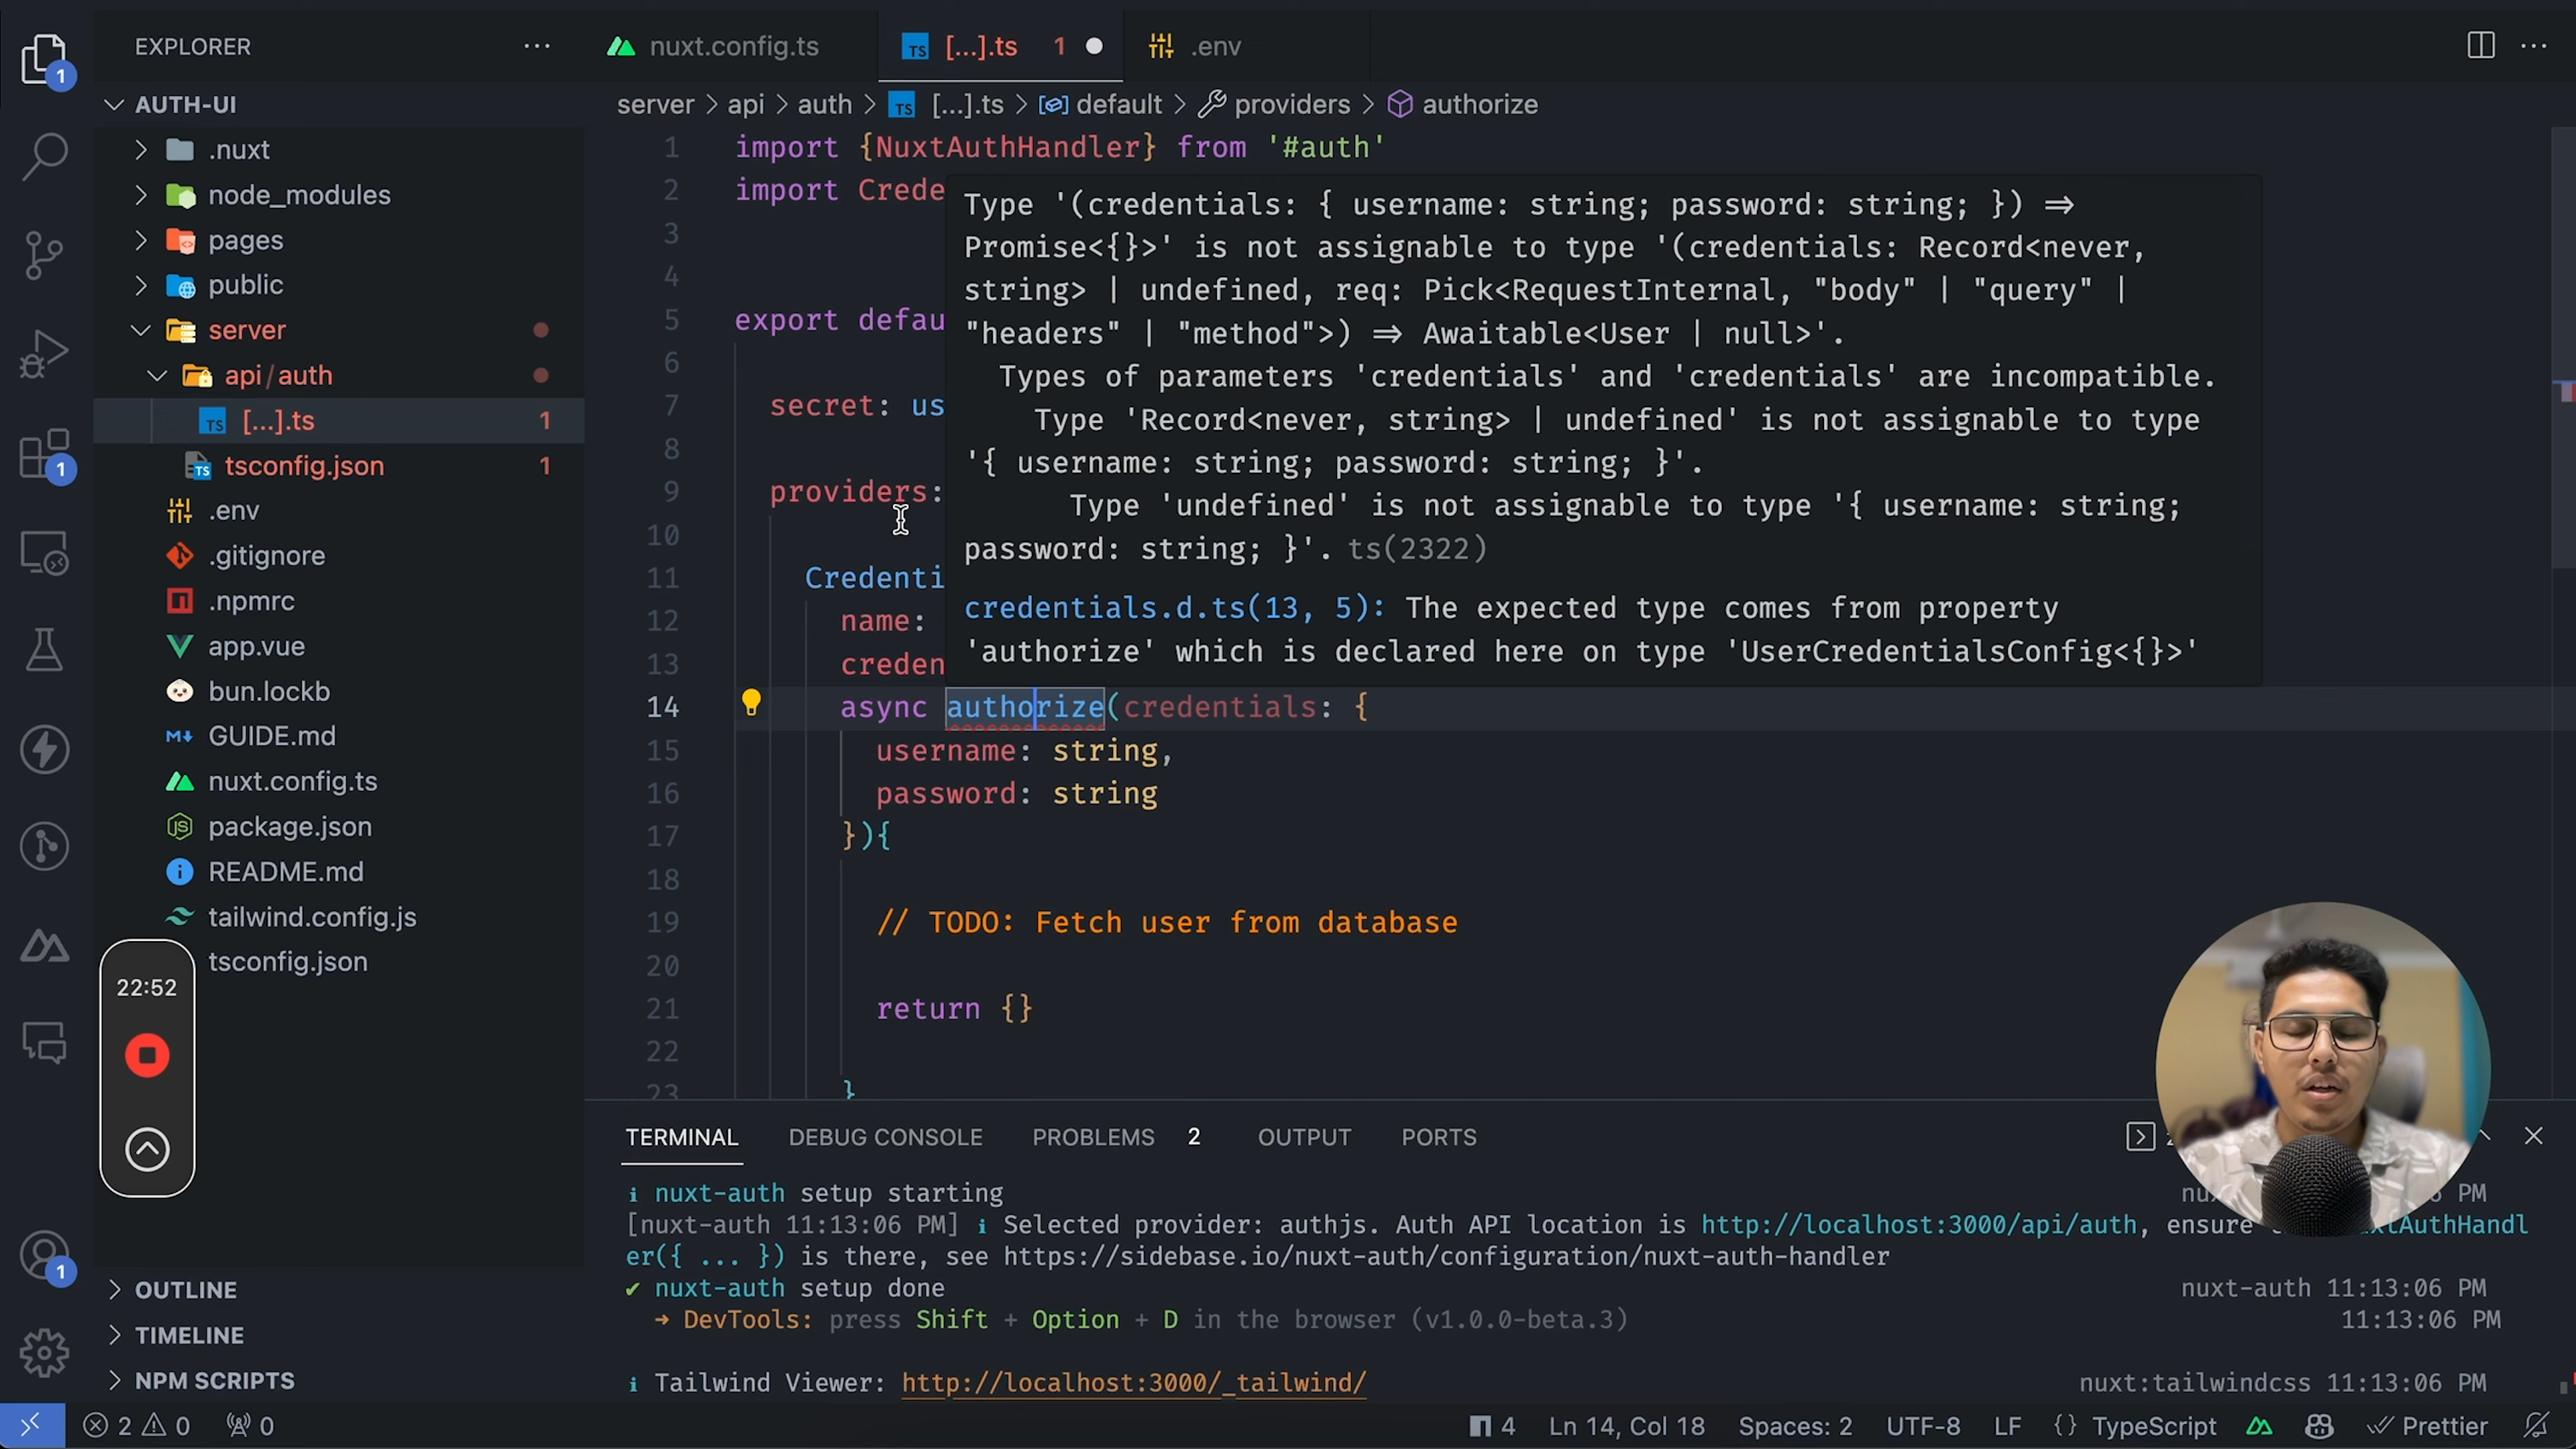 EXPLORER
nuxt.config.ts
[...].ts 1
.env
AUTH-UI
server > api > auth > TS [...].ts > default > providers > authorize
.nuxt
node_modules
pages
public
server
api/auth
TS [...].ts 1
TS tsconfig.json 1
.env
.gitignore
.npmrc
app.vue
bun.lockb
GUIDE.md
nuxt.config.ts
package.json
README.md
tailwind.config.js
tsconfig.json
22:52
OUTLINE
TIMELINE
NPM SCRIPTS
1 import {NuxtAuthHandler} from '#auth'
2 import Crede
3
4
5 export defau
6
7 secret: us
8
9 providers:
10
11 Credenti
12 name:
13 creden
Type '(credentials: { username: string; password: string; }) ⇒
Promise<{}>' is not assignable to type '(credentials: Record<never,
string> | undefined, req: Pick<RequestInternal, "body" | "query" |
"headers" | "method">) ⇒ Awaitable<User | null>'.
Types of parameters 'credentials' and 'credentials' are incompatible.
Type 'Record<never, string> | undefined' is not assignable to type
'{ username: string; password: string; }'.
Type 'undefined' is not assignable to type '{ username: string;
password: string; }'. ts(2322)
credentials.d.ts(13, 5): The expected type comes from property
'authorize' which is declared here on type 'UserCredentialsConfig<{}>'
14 async authorize(credentials: {
15 username: string,
16 password: string
17 }){
18
19 // TODO: Fetch user from database
20
21 return {}
22
23 }
TERMINAL DEBUG CONSOLE PROBLEMS 2 OUTPUT PORTS
i nuxt-auth setup starting PM
[nuxt-auth 11:13:06 PM] i Selected provider: authjs. Auth API location is http://localhost:3000/api/auth, ensure
er({ ... }) is there, see https://sidebase.io/nuxt-auth/configuration/nuxt-auth-handler
✔ nuxt-auth setup done nuxt-auth 11:13:06 PM
➜ DevTools: press Shift + Option + D in the browser (v1.0.0-beta.3) 11:13:06 PM
i Tailwind Viewer: http://localhost:3000/_tailwind/ nuxt:tailwindcss 11:13:06 PM
2 0 0 4 Ln 14, Col 18 Spaces: 2 UTF-8 LF {} TypeScript Prettier